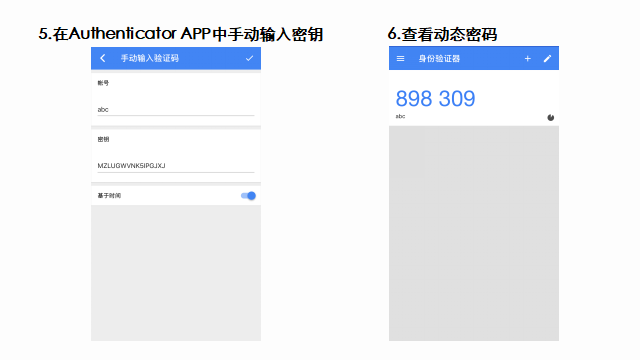 5.在Authenticator APP中手动输入密钥
手动输入验证码
帐号
abc
密钥
MZLUGWVNK5IPGJXJ
基于时间
6.查看动态密码
身份验证器
898 309
abc